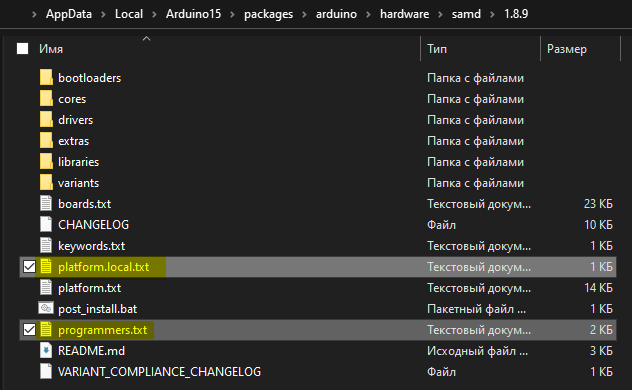 AppData > Local > Arduino15 > packages > arduino > hardware > samd > 1.8.9
Имя Тип Размер
bootloaders Папка с файлами
cores Папка с файлами
drivers Папка с файлами
extras Папка с файлами
libraries Папка с файлами
variants Папка с файлами
boards.txt Текстовый докум... 23 КБ
CHANGELOG Файл 10 КБ
keywords.txt Текстовый докум... 1 КБ
platform.local.txt Текстовый докум... 1 КБ
platform.txt Текстовый докум... 14 КБ
post_install.bat Пакетный файл ... 1 КБ
programmers.txt Текстовый докум... 2 КБ
README.md Исходный файл ... 3 КБ
VARIANT_COMPLIANCE_CHANGELOG Файл 1 КБ